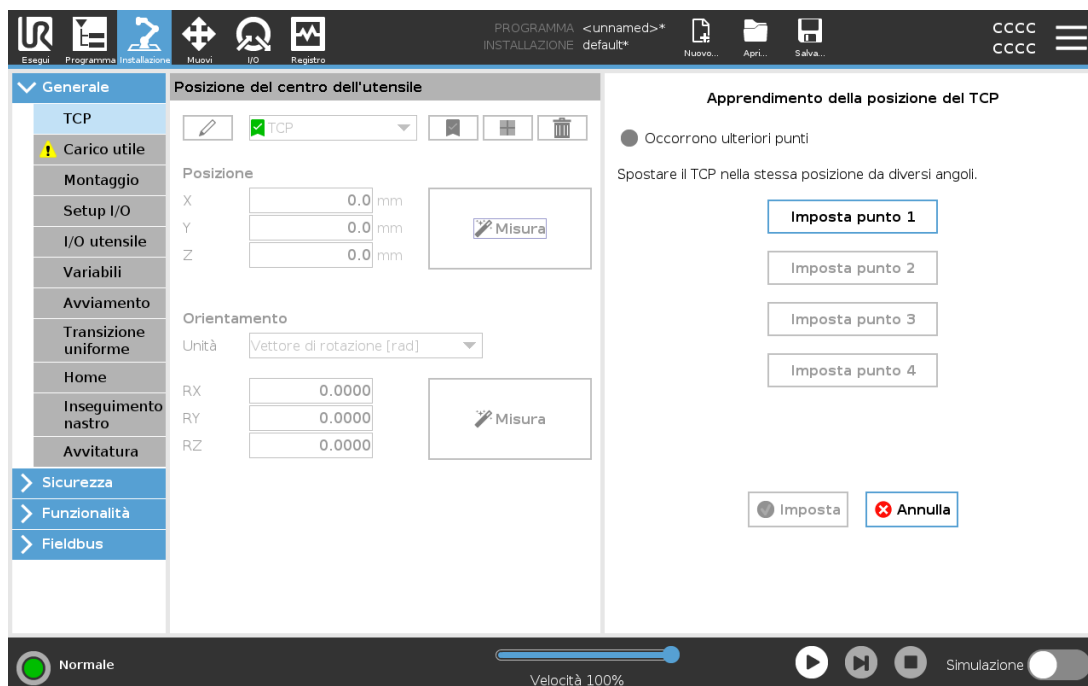 UR
PROGRAMMA <unnamed>*
INSTALLAZIONE default*
Esegui
Programma
Installazione
Muovi
I/O
Registro
Nuovo...
Apri...
Salva...
CCCC
CCCC
Generale
TCP
Carico utile
Montaggio
Setup I/O
I/O utensile
Variabili
Avviamento
Transizione
uniforme
Home
Inseguimento
nastro
Avvitatura
Sicurezza
Funzionalità
Fieldbus
Posizione del centro dell'utensile
TCP
Posizione
X 0.0 mm
Y 0.0 mm
Z 0.0 mm
Misura
Orientamento
Unità Vettore di rotazione [rad]
RX 0.0000
RY 0.0000
RZ 0.0000
Misura
Apprendimento della posizione del TCP
Occorrono ulteriori punti
Spostare il TCP nella stessa posizione da diversi angoli.
Imposta punto 1
Imposta punto 2
Imposta punto 3
Imposta punto 4
Imposta
Annulla
Normale
Velocità 100%
Simulazione